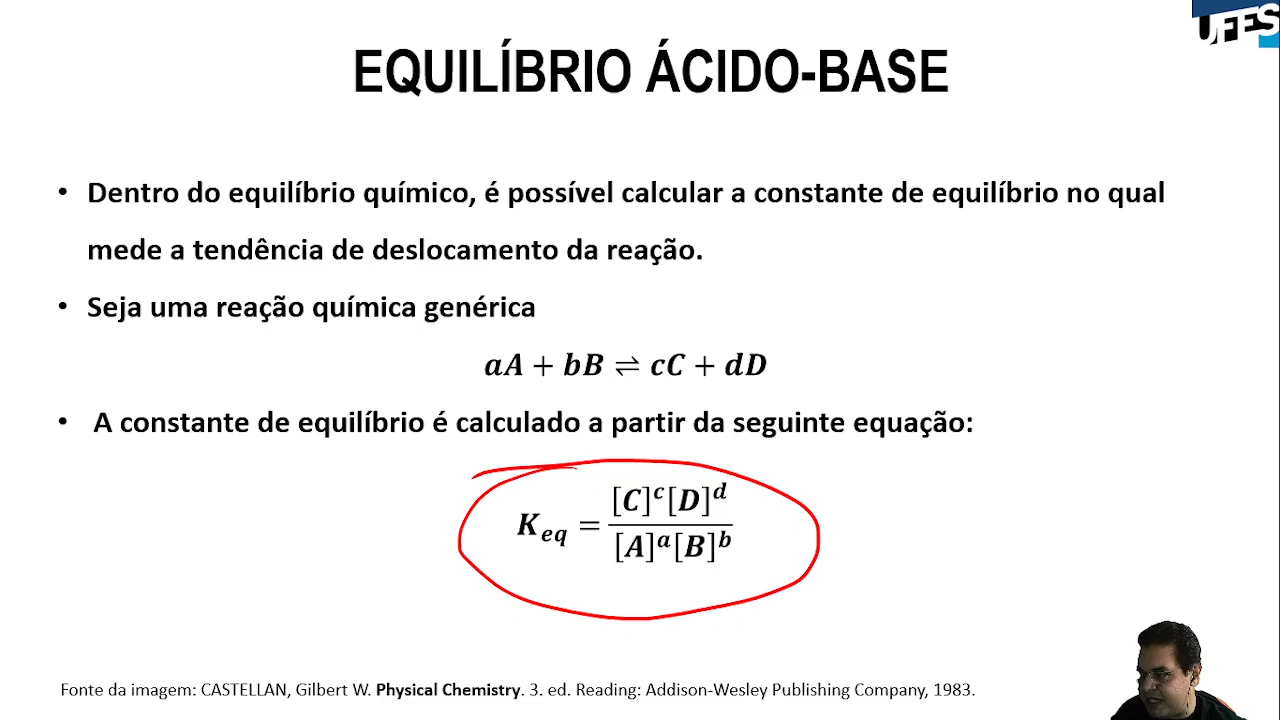 UFES
EQUILÍBRIO ÁCIDO-BASE
• Dentro do equilíbrio químico, é possível calcular a constante de equilíbrio no qual
mede a tendência de deslocamento da reação.
• Seja uma reação química genérica
aA + bB ⇌ cC + dD
• A constante de equilíbrio é calculado a partir da seguinte equação:
K_eq = [C]^c[D]^d / [A]^a[B]^b
Fonte da imagem: CASTELLAN, Gilbert W. Physical Chemistry. 3. ed. Reading: Addison-Wesley Publishing Company, 1983.